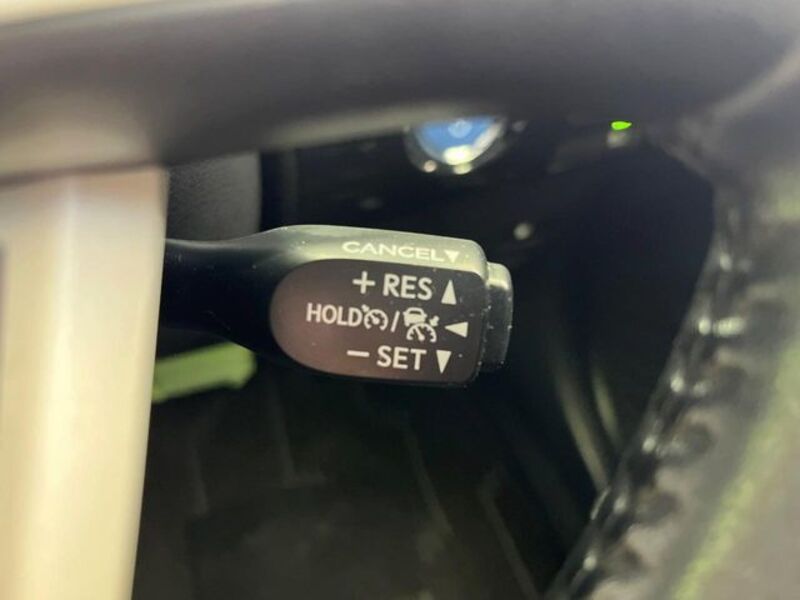 CANCEL▼
+ RES ▲
HOLD / ◄
− SET ▼